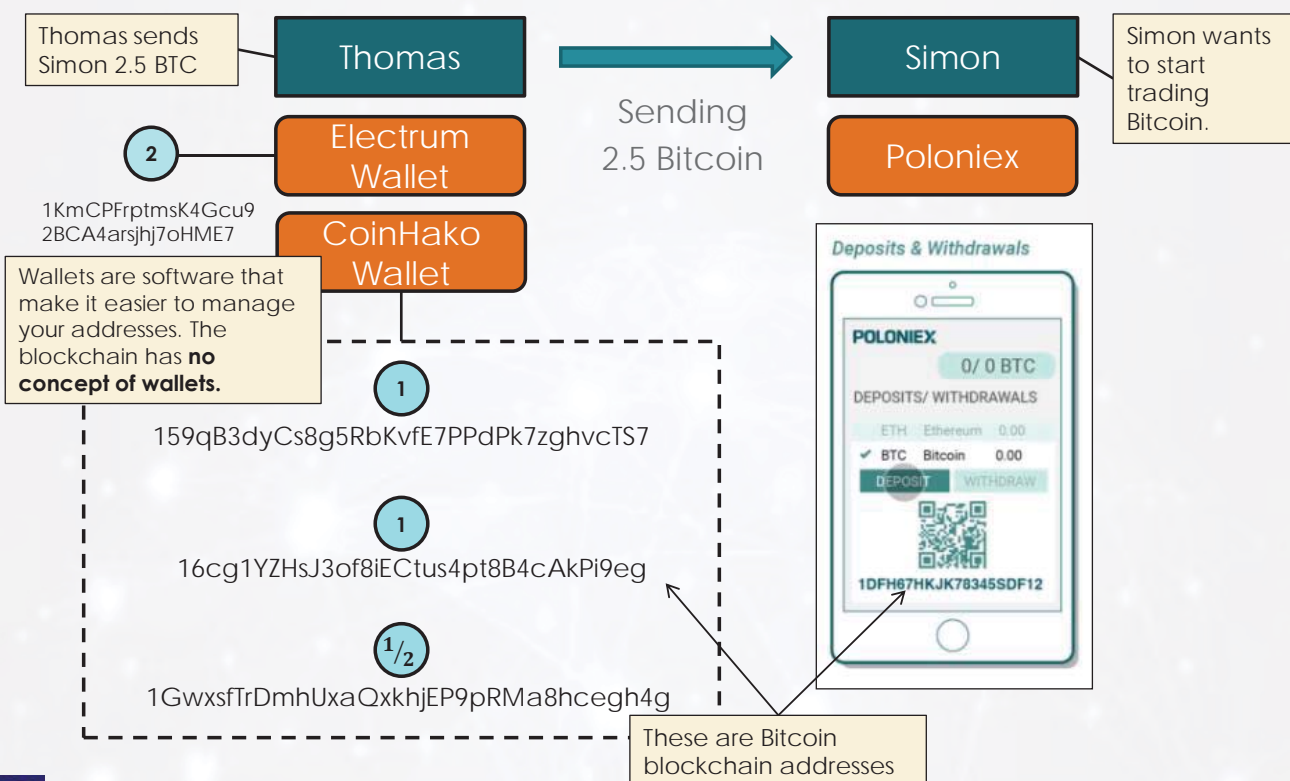 Thomas sends
Simon 2.5 BTC
Thomas
Sending
2.5 Bitcoin
Simon
Simon wants
to start
trading
Bitcoin.
2
Electrum
Wallet
Poloniex
1KmCPFrptmsK4Gcu9
2BCA4arsjhj7oHME7
CoinHako
Wallet
Wallets are software that
make it easier to manage
your addresses. The
blockchain has no
concept of wallets.
1
159qB3dyCs8g5RbKvfE7PPdPk7zghvcTS7
1
16cg1YZHsJ3of8iECtus4pt8B4cAkPi9eg
1/2
1GwxsfTrDmhUxaQxkhjEP9pRMa8hcegh4g
Deposits & Withdrawals
POLONIEX
0/ 0 BTC
DEPOSITS/ WITHDRAWALS
ETH Ethereum 0.00
✓ BTC Bitcoin 0.00
DEPOSIT WITHDRAW
1DFH67HKJK78345SDF12
These are Bitcoin
blockchain addresses